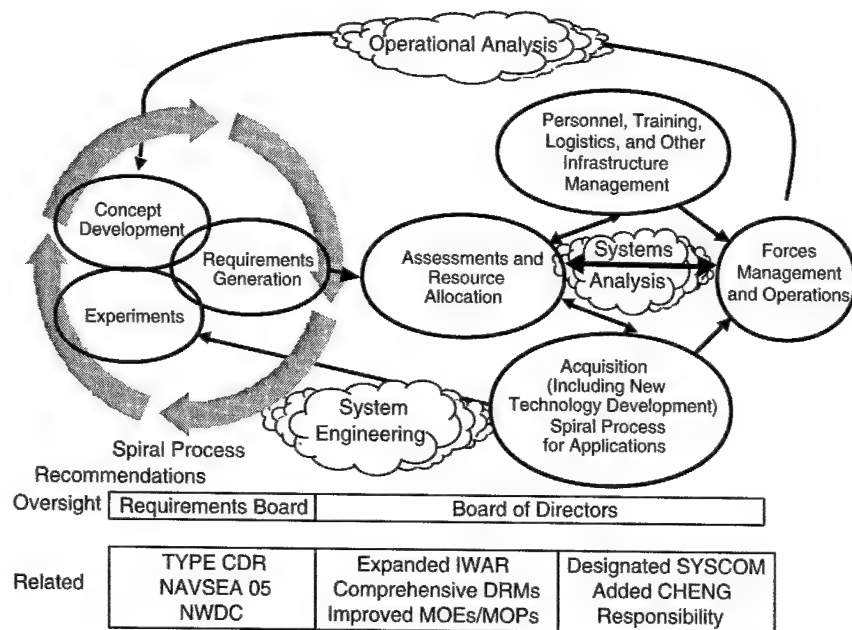 Operational Analysis
Personnel, Training,
Logistics, and Other
Infrastructure
Management
Concept
Development
Requirements
Generation
Experiments
Assessments and
Resource
Allocation
Systems
Analysis
Forces
Management
and Operations
Acquisition
(Including New
Technology Development)
Spiral Process
for Applications
System
Engineering
Spiral Process
Recommendations
Oversight
Requirements Board
Board of Directors
Related
TYPE CDR
NAVSEA 05
NWDC
Expanded IWAR
Comprehensive DRMs
Improved MOEs/MOPs
Designated SYSCOM
Added CHENG
Responsibility